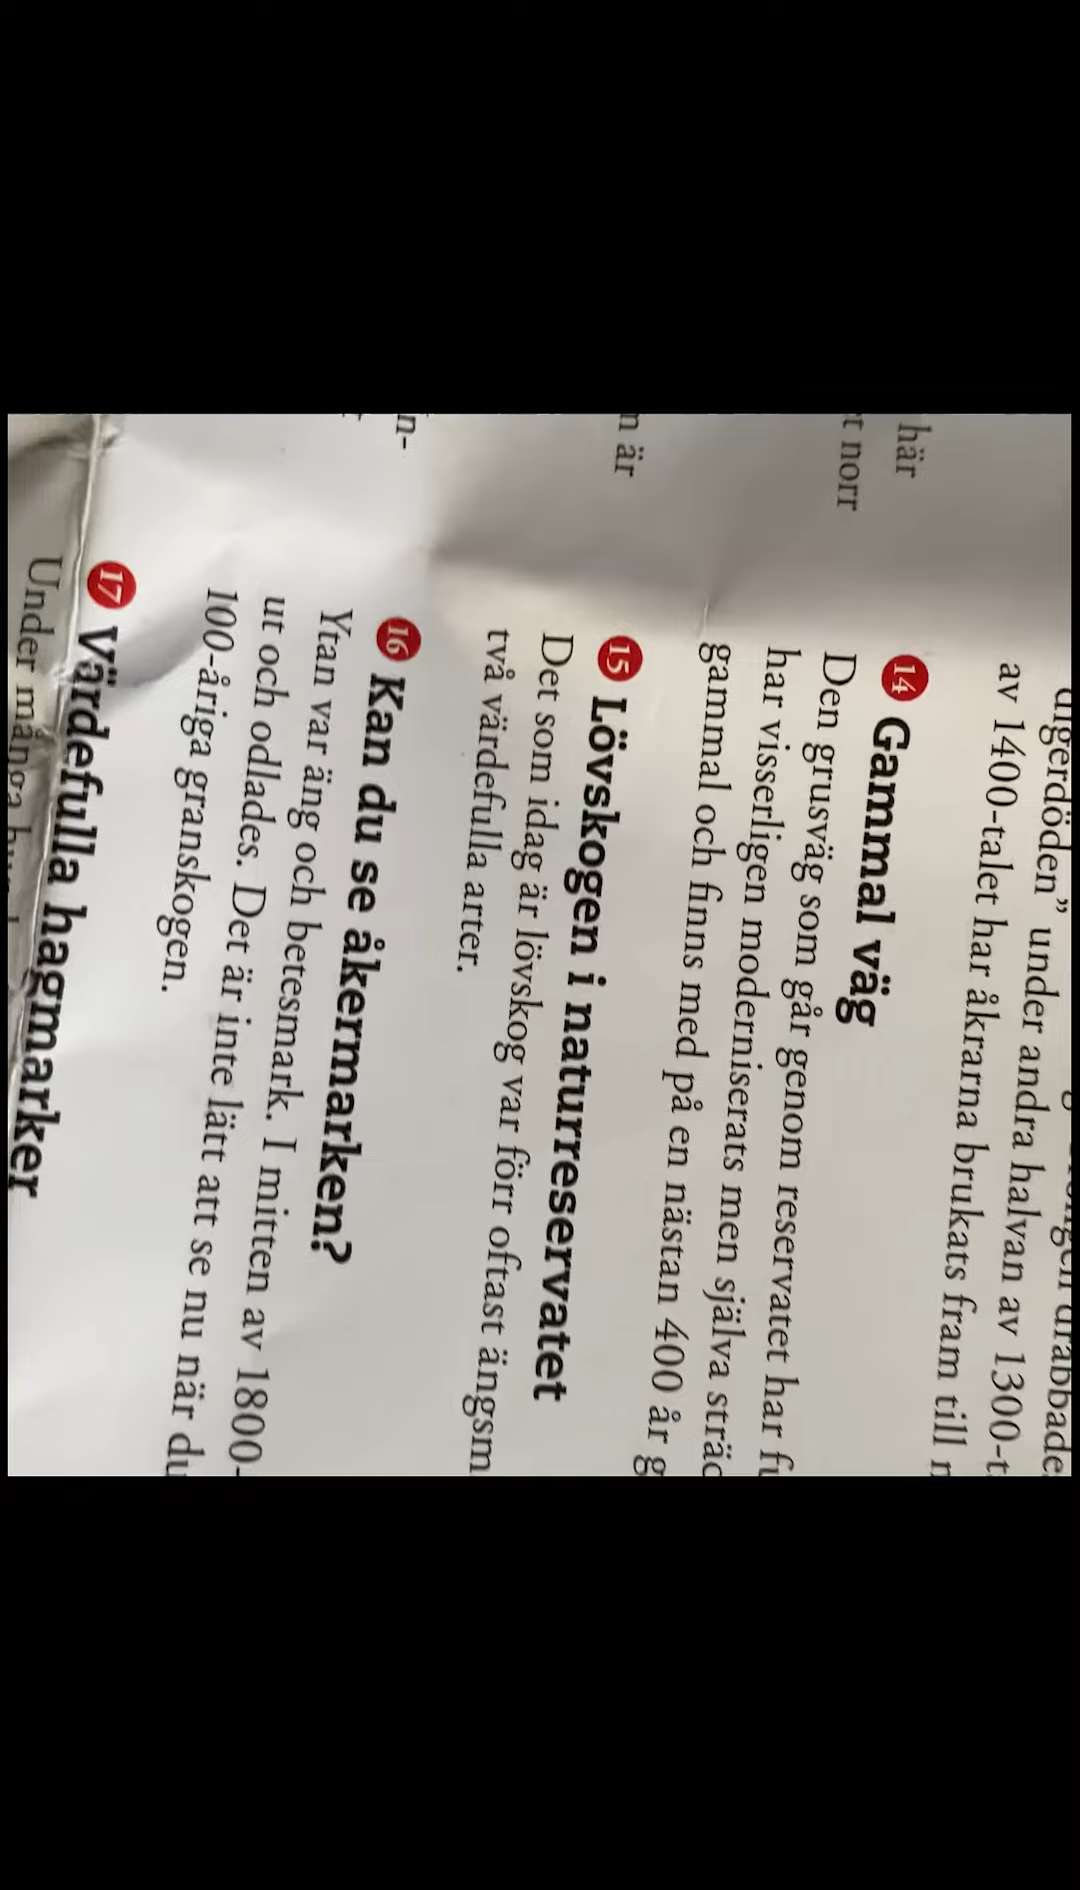 här
t norr
n är
n-
digerdöden” under andra halvan av 1300-t
av 1400-talet har åkrarna brukats fram till
14 Gammal väg
Den grusväg som går genom reservatet har
har visserligen moderniserats men själva sträc
gammal och finns med på en nästan 400 år g
15 Lövskogen i naturreservatet
Det som idag är lövskog var förr oftast ängsm
två värdefulla arter.
16 Kan du se åkermarken?
Ytan var äng och betesmark. I mitten av 1800-
ut och odlades. Det är inte lätt att se nu när du
100-åriga granskogen.
17 Värdefulla hagmarker
Under många